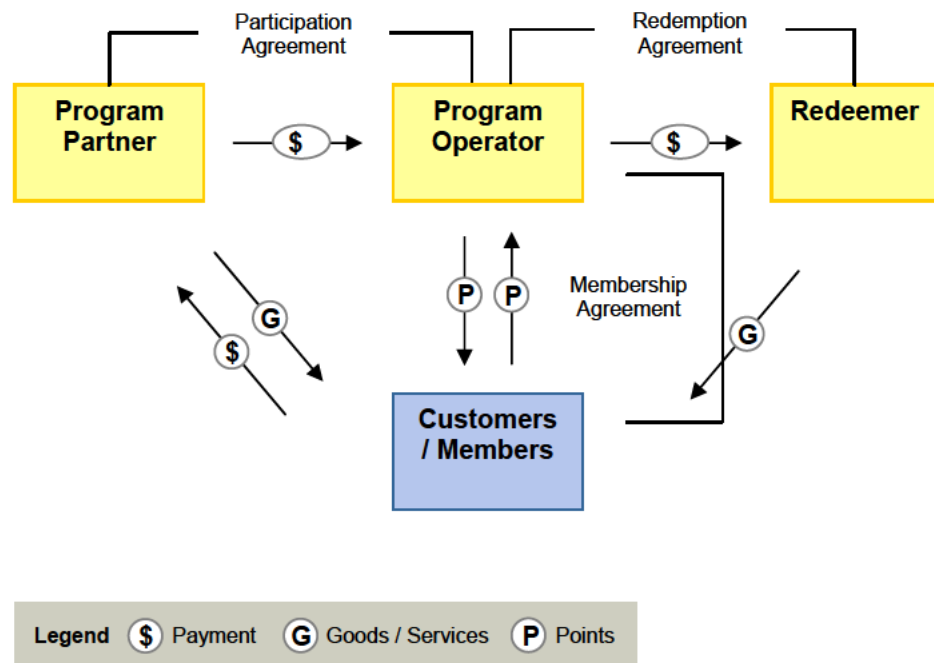 Participation
Agreement
Redemption
Agreement
Program
Partner
Program
Operator
Redeemer
$
$
G
$
P
P
Membership
Agreement
G
Customers
/ Members
Legend $ Payment G Goods / Services P Points